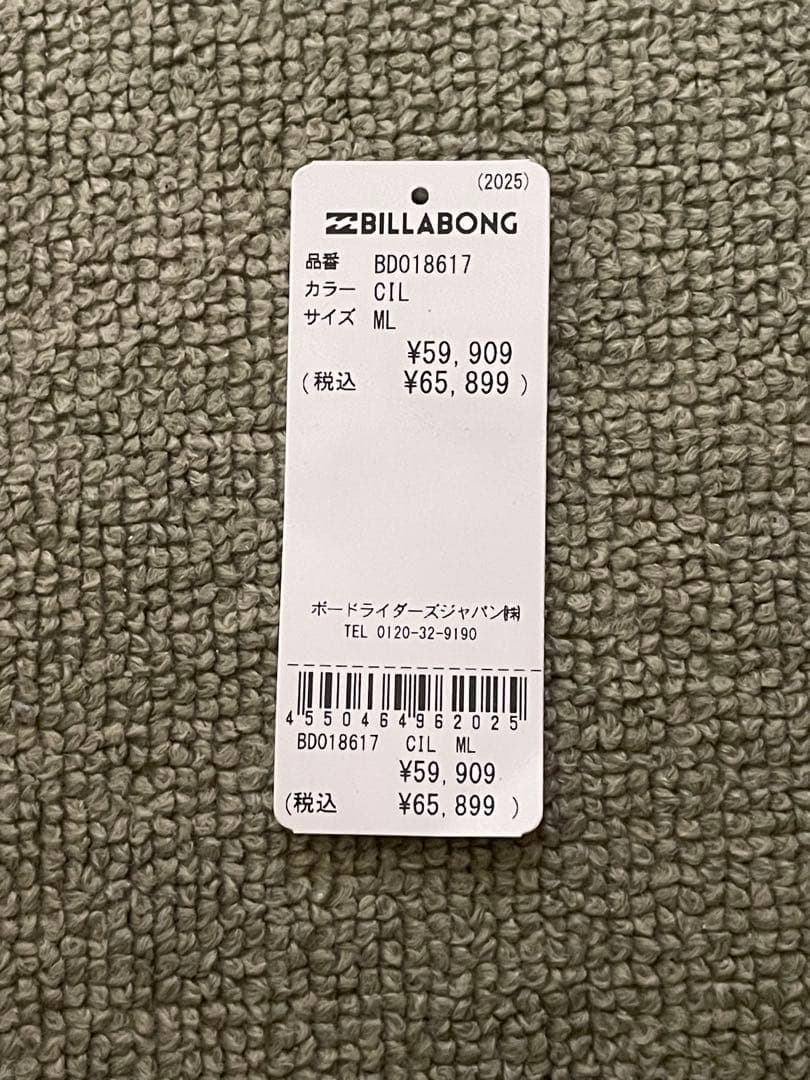 (2025)
BILLABONG
品番 BD018617
カラー CIL
サイズ ML
¥59,909
(税込 ¥65,899 )
ボードライダーズジャパン㈱
TEL 0120-32-9190
4550464962025
BD018617 CIL ML
¥59,909
(税込 ¥65,899 )